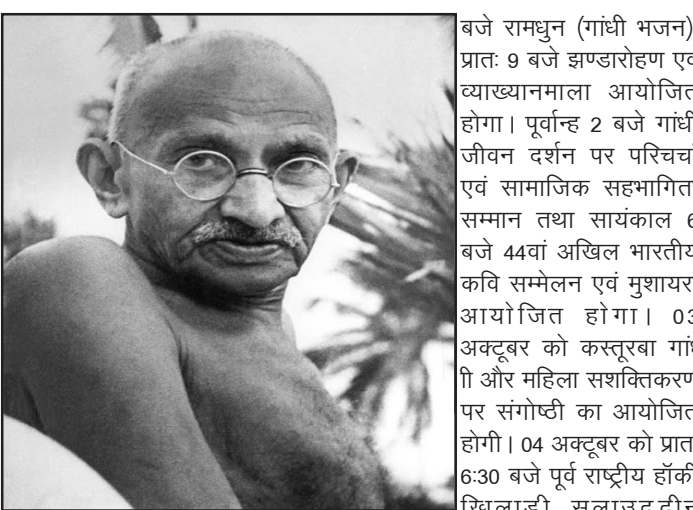 बजे रामधुन (गांधी भजन)
प्रातः 9 बजे झण्डारोहण एवं
व्याख्यानमाला आयोजित
होगा। पूर्वान्ह 2 बजे गांधी
जीवन दर्शन पर परिचर्चा
एवं सामाजिक सहभागिता
सम्मान तथा सायंकाल 6
बजे 44वां अखिल भारतीय
कवि सम्मेलन एवं मुशायरा
आयोजित होगा। 03
अक्टूबर को कस्तूरबा गांध
ी और महिला सशक्तिकरण
पर संगोष्ठी का आयोजित
होगी। 04 अक्टूबर को प्रातः
6:30 बजे पूर्व राष्ट्रीय हॉकी
खिलाड़ी सलाउद्दीन